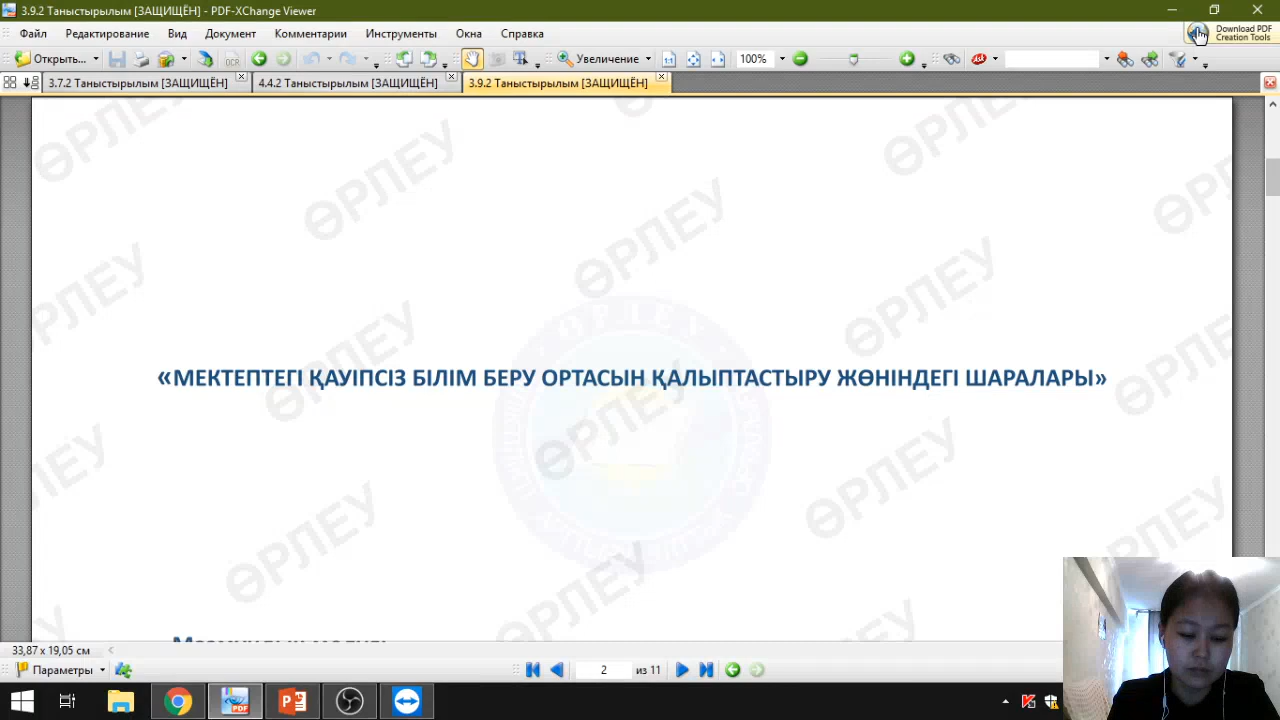 3.9.2 Таныстырылым [ЗАЩИЩЁН] - PDF-XChange Viewer
Файл Редактирование Вид Документ Комментарии Инструменты Окна Справка
Download PDF
Creation Tools
Открыть... OCR Увеличение 100%
3.7.2 Таныстырылым [ЗАЩИЩЁН] 4.4.2 Таныстырылым [ЗАЩИЩЁН] 3.9.2 Таныстырылым [ЗАЩИЩЁН]
ӨРЛЕУ
«МЕКТЕПТЕГІ ҚАУІПСІЗ БІЛІМ БЕРУ ОРТАСЫН ҚАЛЫПТАСТЫРУ ЖӨНІНДЕГІ ШАРАЛАРЫ»
33,87 x 19,05 см
Параметры 2 из 11